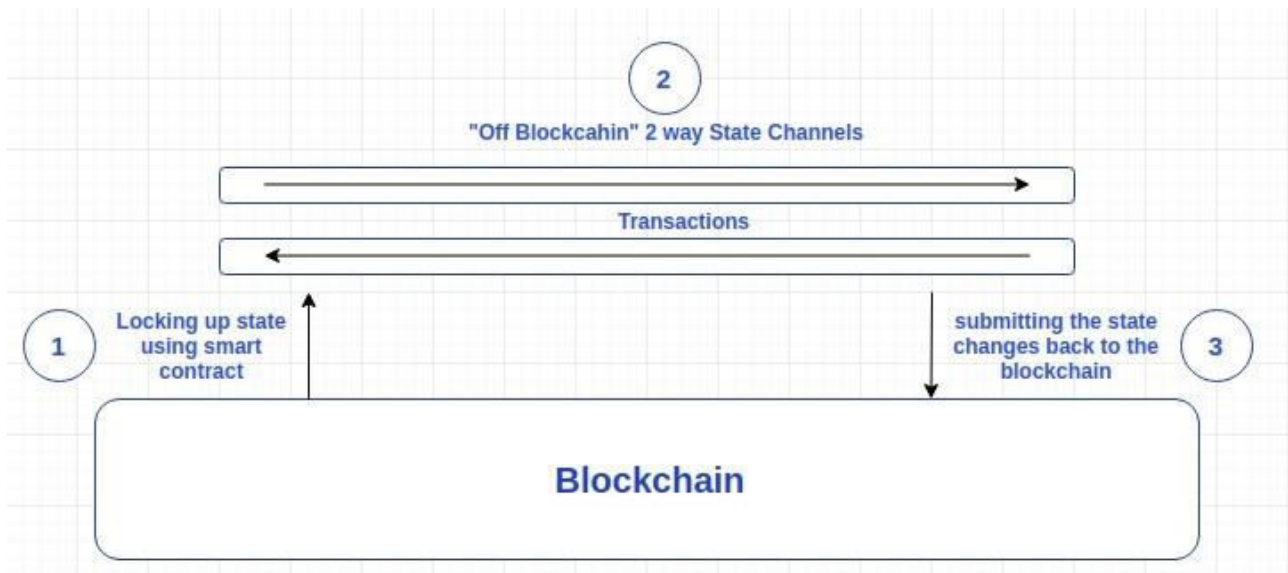 2
"Off Blockcahin" 2 way State Channels
Transactions
1
Locking up state
using smart
contract
submitting the state
changes back to the
blockchain
3
Blockchain